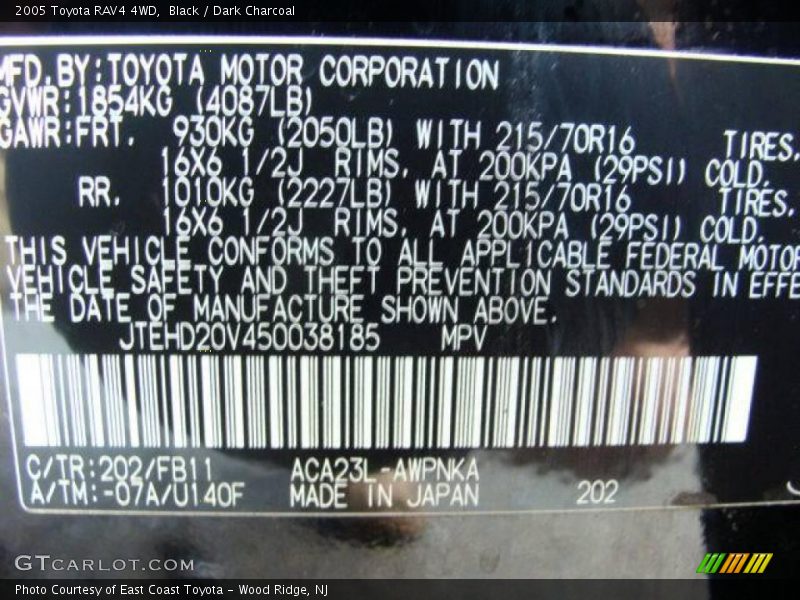 2005 Toyota RAV4 4WD,  Black / Dark Charcoal
MFD.BY:TOYOTA MOTOR CORPORATION
GVWR:1854KG (4087LB)
GAWR:FRT. 930KG (2050LB) WITH 215/70R16 TIRES,
16X6 1/2J RIMS, AT 200KPA (29PSI) COLD.
RR. 1010KG (2227LB) WITH 215/70R16 TIRES,
16X6 1/2J RIMS, AT 200KPA (29PSI) COLD.
THIS VEHICLE CONFORMS TO ALL APPLICABLE FEDERAL MOTOR
VEHICLE SAFETY AND THEFT PREVENTION STANDARDS IN EFFE
THE DATE OF MANUFACTURE SHOWN ABOVE.
JTEHD20V450038185 MPV
C/TR:202/FB11 ACA23L-AWPNKA
A/TM:-07A/U140F MADE IN JAPAN 202
GTCARLOT.COM
Photo Courtesy of East Coast Toyota - Wood Ridge, NJ